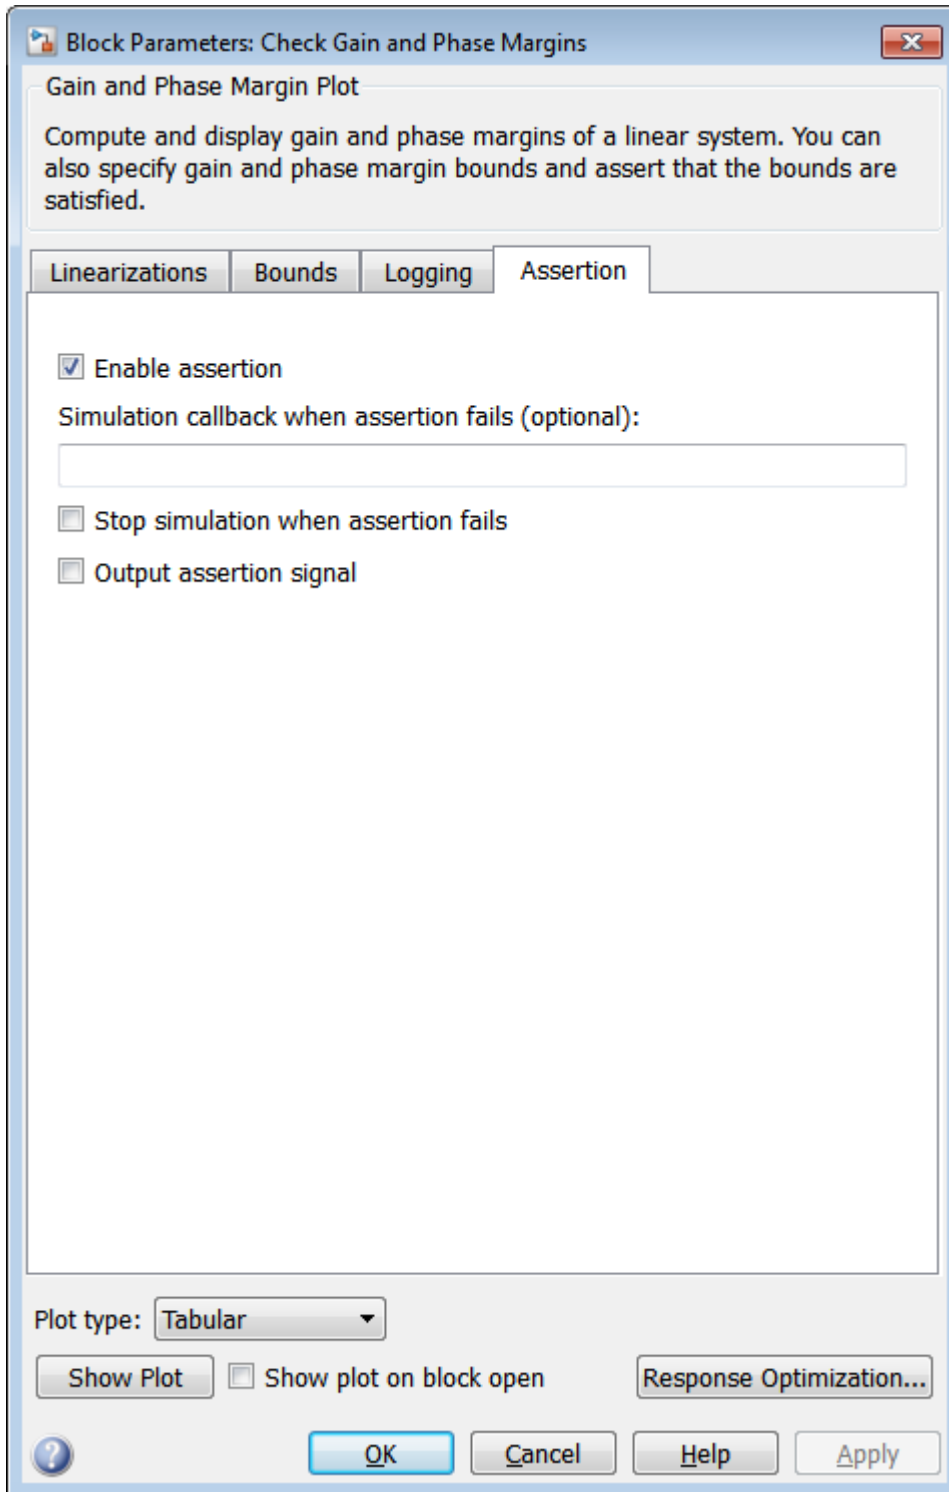 Block Parameters: Check Gain and Phase Margins
Gain and Phase Margin Plot
Compute and display gain and phase margins of a linear system. You can
also specify gain and phase margin bounds and assert that the bounds are
satisfied.
Linearizations Bounds Logging Assertion
Enable assertion
Simulation callback when assertion fails (optional):
Stop simulation when assertion fails
Output assertion signal
Plot type: Tabular
Show Plot Show plot on block open Response Optimization...
? OK Cancel Help Apply